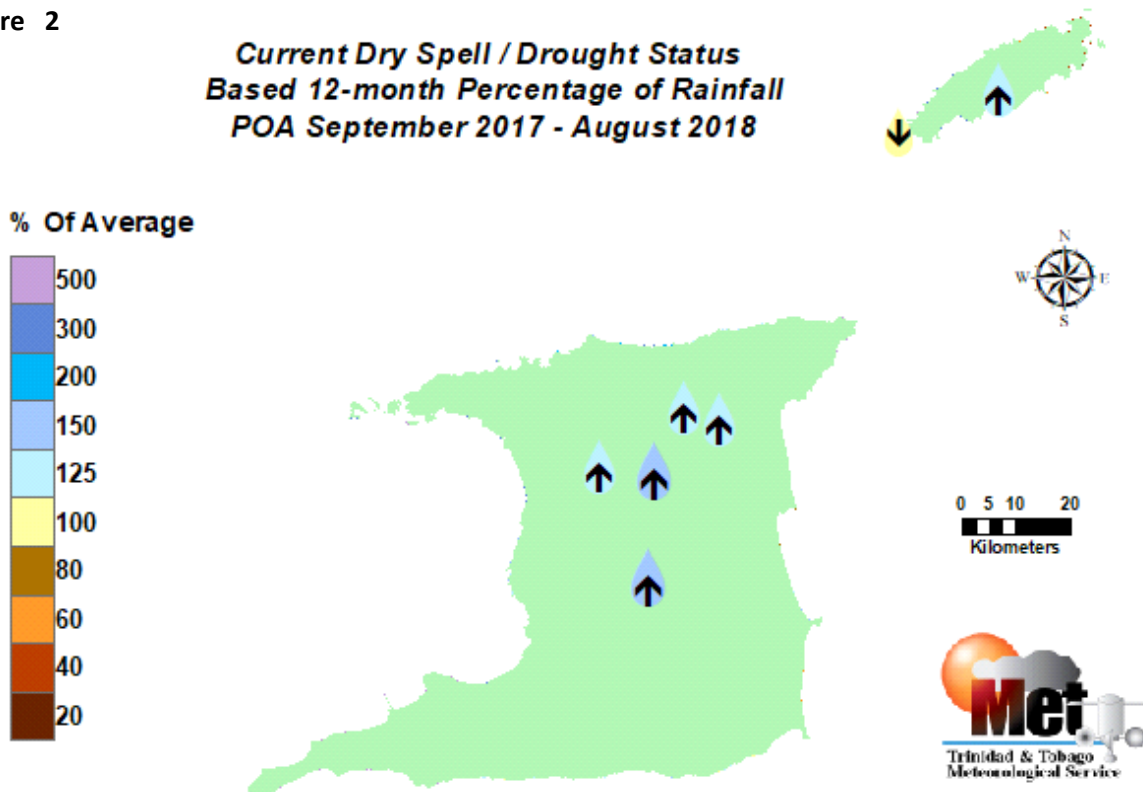 re 2
Current Dry Spell / Drought Status
Based 12-month Percentage of Rainfall
POA September 2017 - August 2018
% Of Average
500
300
200
150
125
100
80
60
40
20
N
W E
S
0 5 10 20
Kilometers
Met
Trinidad & Tobago
Meteorological Service